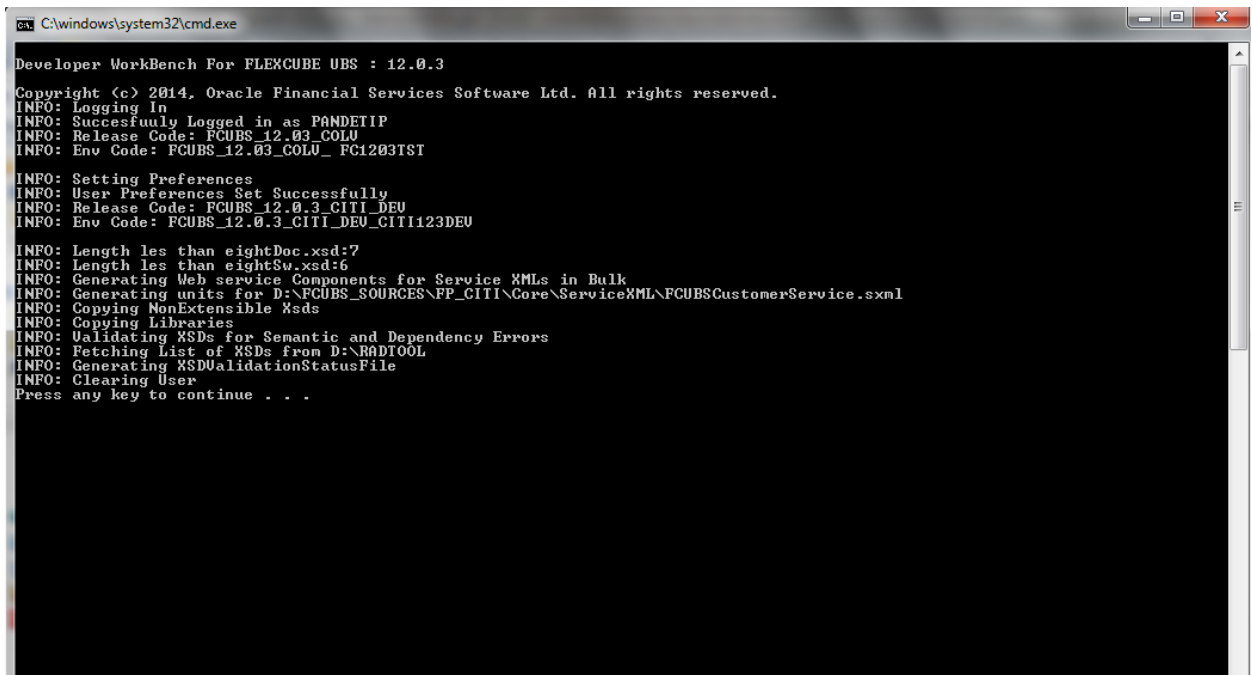 C:\windows\system32\cmd.exe
Developer WorkBench For FLEXCUBE UBS : 12.0.3
Copyright (c) 2014, Oracle Financial Services Software Ltd. All rights reserved.
INFO: Logging In
INFO: Succesfuuly Logged in as PANDETIP
INFO: Release Code: FCUBS_12.03_COLV
INFO: Env Code: FCUBS_12.03_COLV_ FC1203TST
INFO: Setting Preferences
INFO: User Preferences Set Successfully
INFO: Release Code: FCUBS_12.0.3_CITI_DEV
INFO: Env Code: FCUBS_12.0.3_CITI_DEV_CITI123DEV
INFO: Length les than eightDoc.xsd:7
INFO: Length les than eightSw.xsd:6
INFO: Generating Web service Components for Service XMLs in Bulk
INFO: Generating units for D:\FCUBS_SOURCES\FP_CITI\Core\ServiceXML\FCUBSCustomerService.sxml
INFO: Copying NonExtensible Xsds
INFO: Copying Libraries
INFO: Validating XSDs for Semantic and Dependency Errors
INFO: Fetching List of XSDs from D:\RADTOOL
INFO: Generating XSDValidationStatusFile
INFO: Clearing User
Press any key to continue . . .